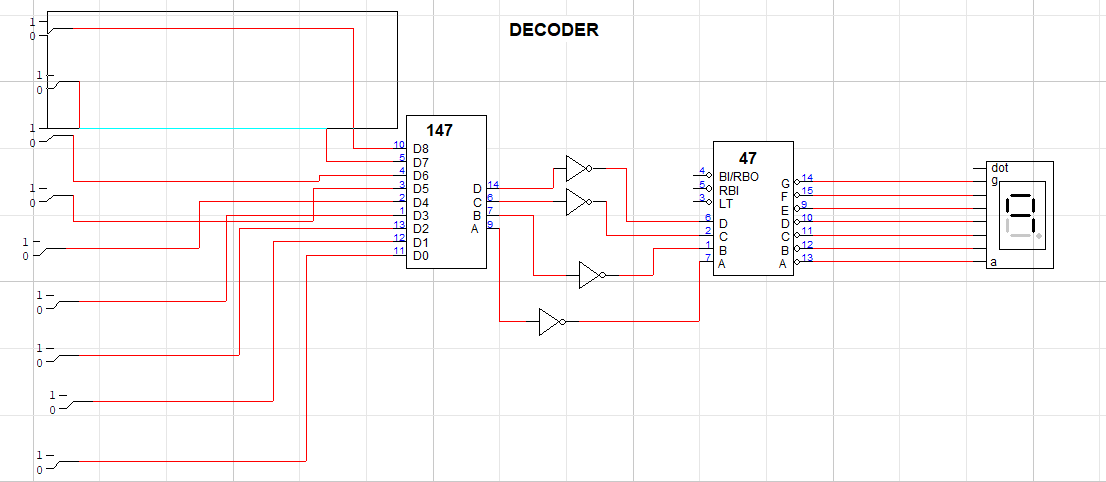 DECODER
1
0
1
0
1
0
1
0
1
0
1
0
1
0
1
0
1
0
147
10 D8
5 D7
4 D6
3 D5
2 D4
1 D3
13 D2
12 D1
11 D0
D 14
C 6
B 7
A 9
47
4 BI/RBO
5 RBI
3 LT
6 D
2 C
1 B
7 A
G 14
F 15
E 9
D 10
C 11
B 12
A 13
dot
g
a